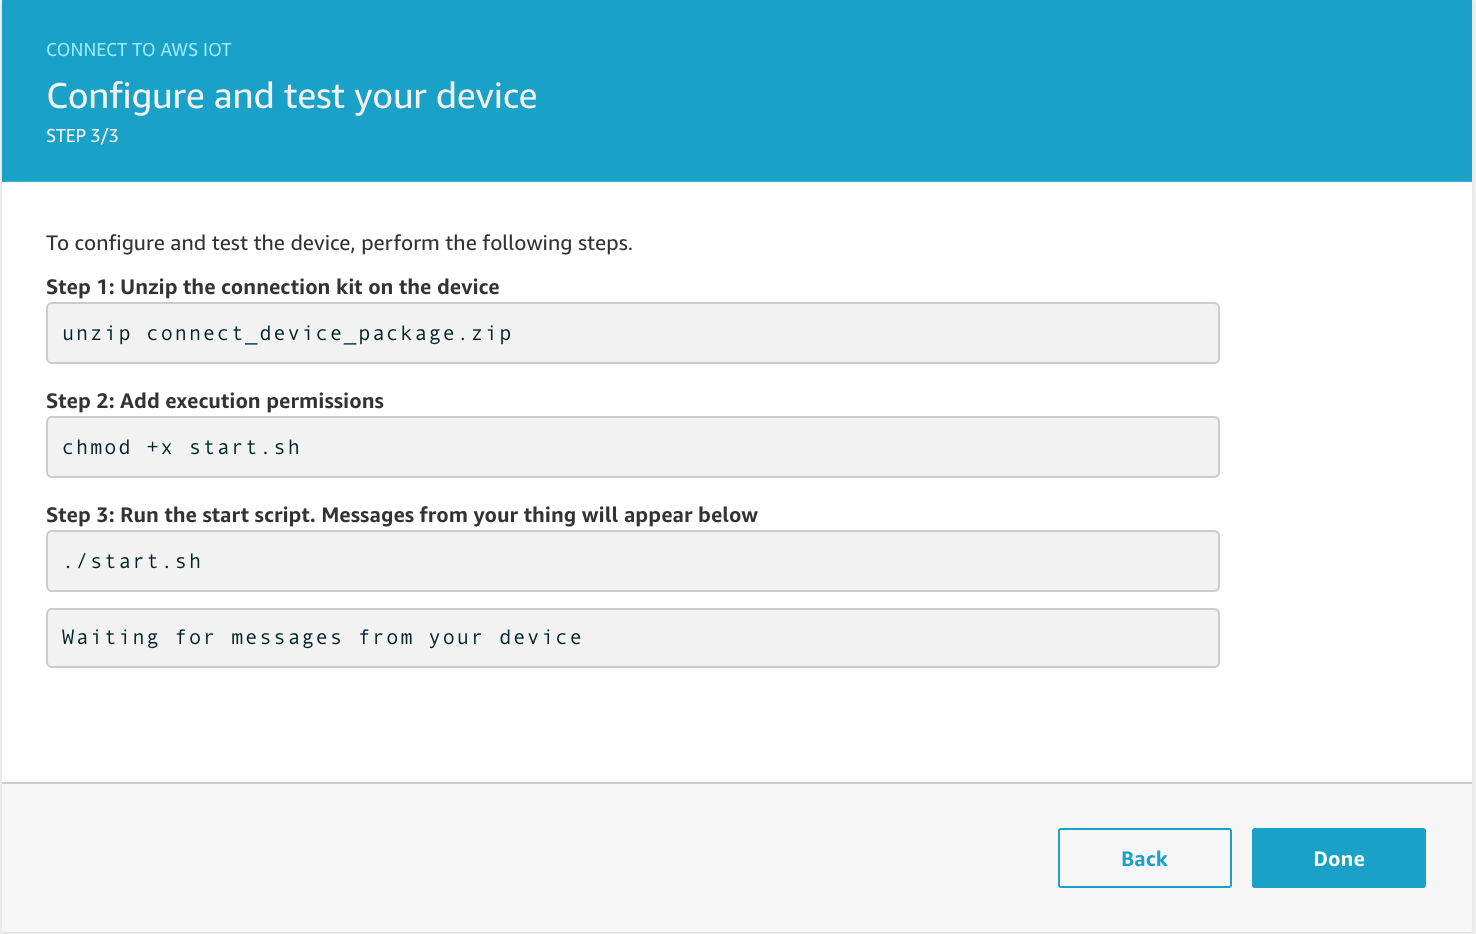 CONNECT TO AWS IOT
Configure and test your device
STEP 3/3
To configure and test the device, perform the following steps.
Step 1: Unzip the connection kit on the device
unzip connect_device_package.zip
Step 2: Add execution permissions
chmod +x start.sh
Step 3: Run the start script. Messages from your thing will appear below
./start.sh
Waiting for messages from your device
Back
Done